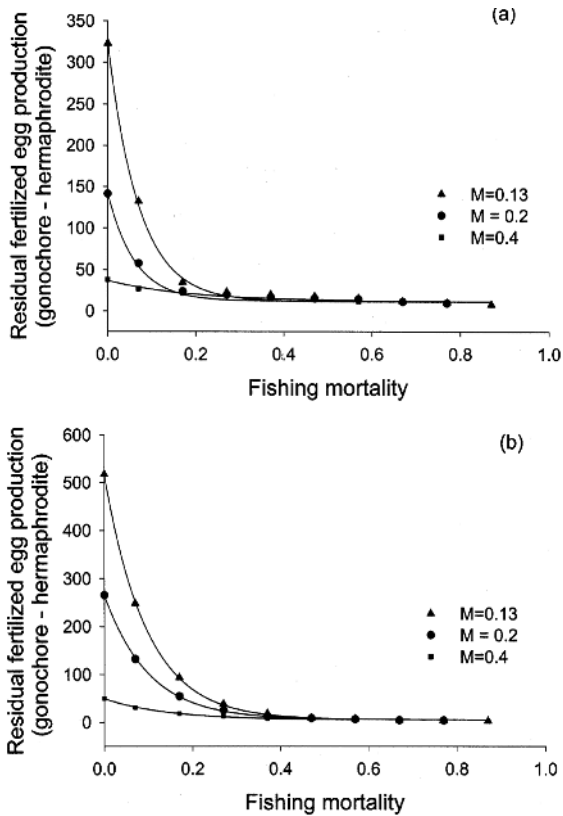 (a)
Residual fertilized egg production
(gonochore - hermaphrodite)
350
300
250
200
150
100
50
0
M=0.13
M = 0.2
M=0.4
0.0 0.2 0.4 0.6 0.8 1.0
Fishing mortality
(b)
Residual fertilized egg production
(gonochore - hermaphrodite)
600
500
400
300
200
100
0
M=0.13
M = 0.2
M=0.4
0.0 0.2 0.4 0.6 0.8 1.0
Fishing mortality